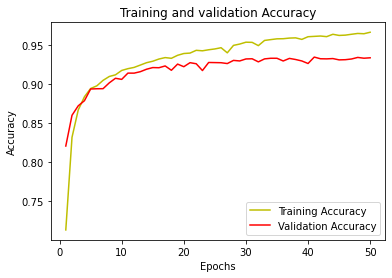 Training and validation Accuracy
0.95
0.90
0.85
0.80
0.75
Accuracy
Training Accuracy
Validation Accuracy
0 10 20 30 40 50
Epochs